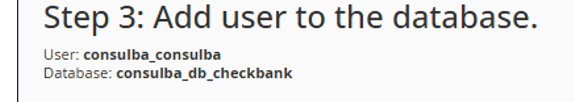 Step 3: Add user to the database.
User: consulba_consulba
Database: consulba_db_checkbank